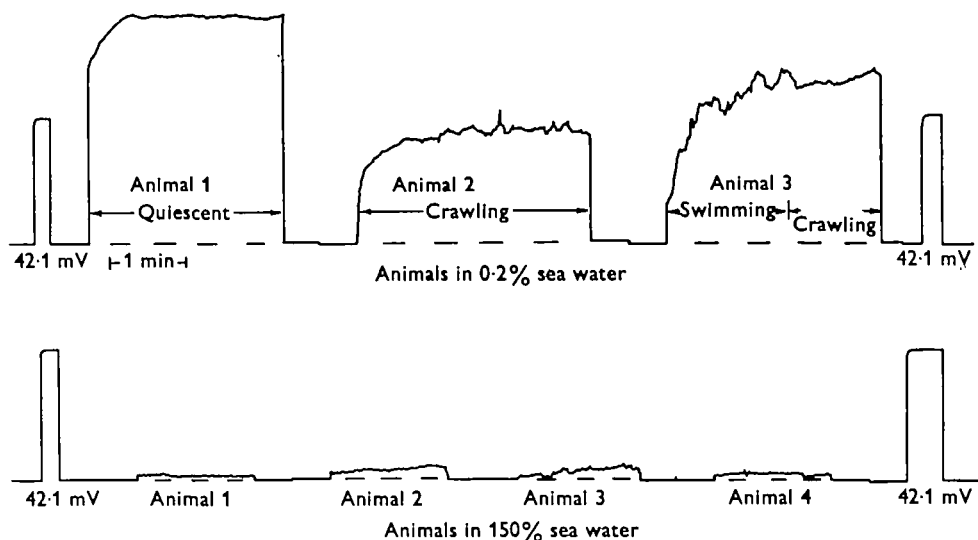 Animal 1
Animal 2
Animal 3
Quiescent
Crawling
Swimming
Crawling
42·1 mV
1 min
42·1 mV
Animals in 0·2% sea water
42·1 mV
Animal 1
Animal 2
Animal 3
Animal 4
42·1 mV
Animals in 150% sea water